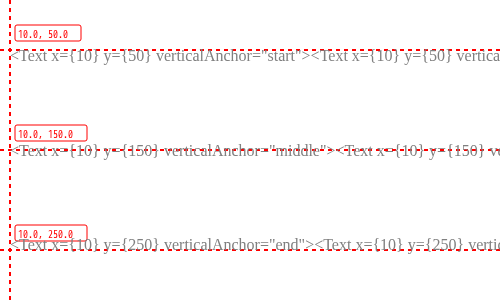 10.0, 50.0
<Text x={10} y={50} verticalAnchor="start"><Text x={10} y={50} vertica
10.0, 150.0
<Text x={10} y={150} verticalAnchor="middle"><Text x={10} y={150} ve
10.0, 250.0
<Text x={10} y={250} verticalAnchor="end"><Text x={10} y={250} vertic